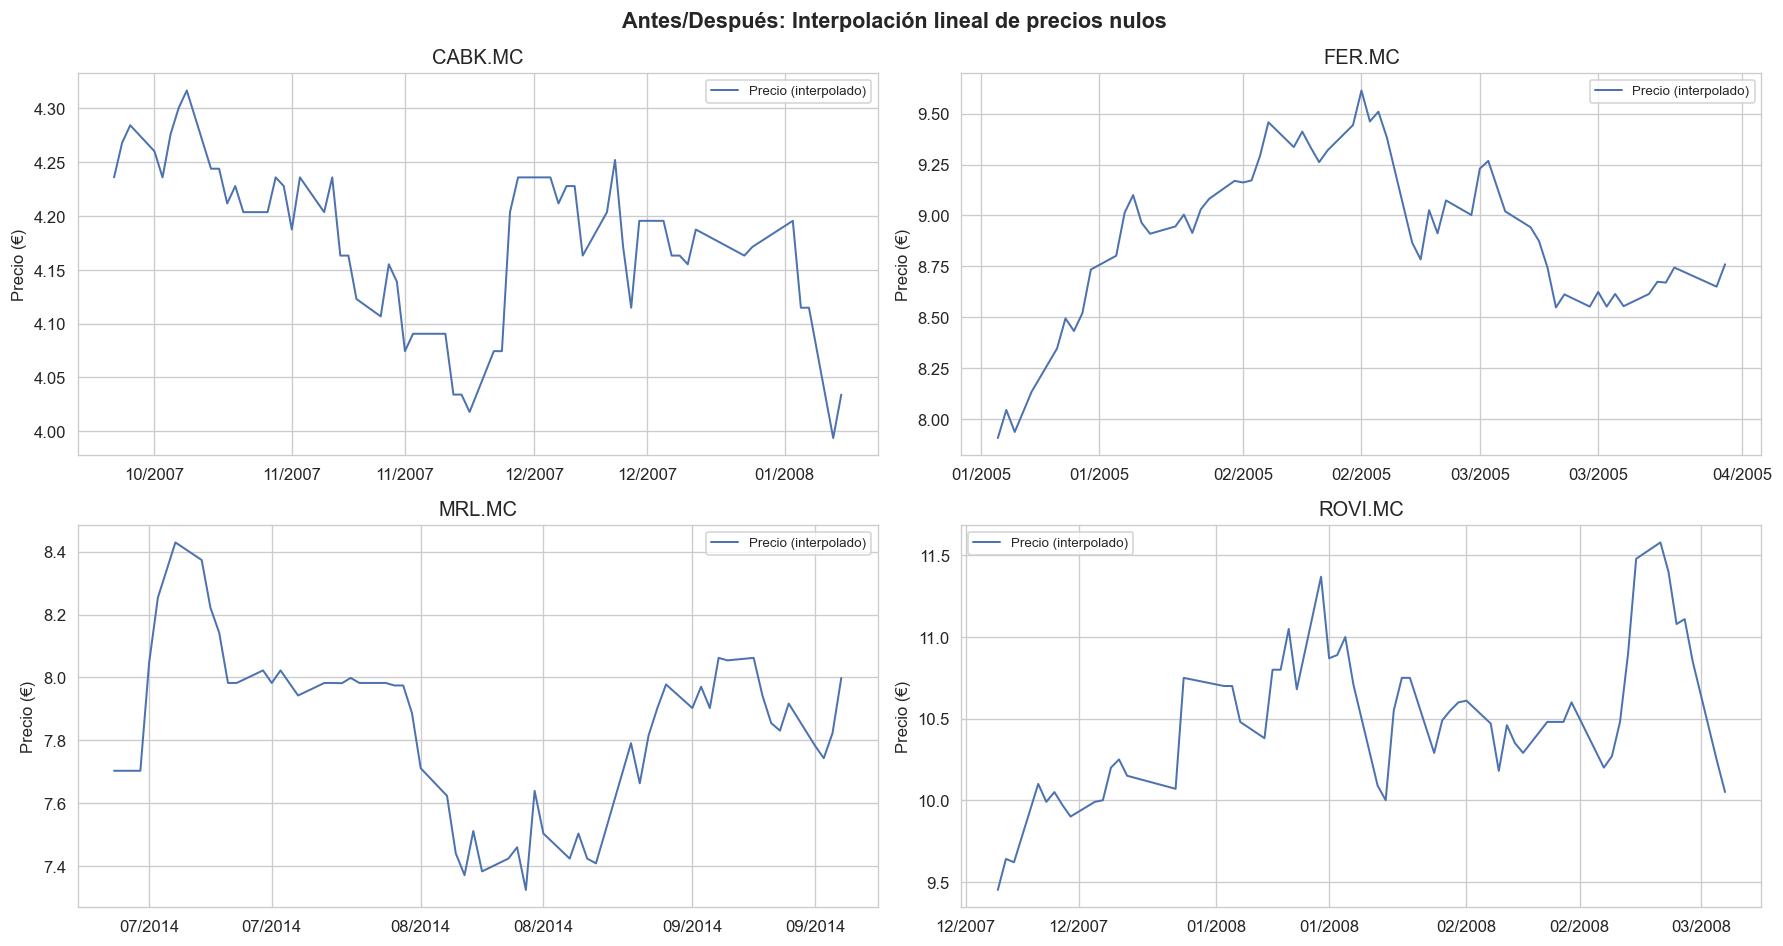 Antes/Después: Interpolación lineal de precios nulos
CABK.MC
Precio (interpolado)
Precio (€)
4.30
4.25
4.20
4.15
4.10
4.05
4.00
10/2007 11/2007 11/2007 12/2007 12/2007 01/2008
FER.MC
Precio (interpolado)
Precio (€)
9.50
9.25
9.00
8.75
8.50
8.25
8.00
01/2005 01/2005 02/2005 02/2005 03/2005 03/2005 04/2005
MRL.MC
Precio (interpolado)
Precio (€)
8.4
8.2
8.0
7.8
7.6
7.4
07/2014 07/2014 08/2014 08/2014 09/2014 09/2014
ROVI.MC
Precio (interpolado)
Precio (€)
11.5
11.0
10.5
10.0
9.5
12/2007 12/2007 01/2008 01/2008 02/2008 02/2008 03/2008